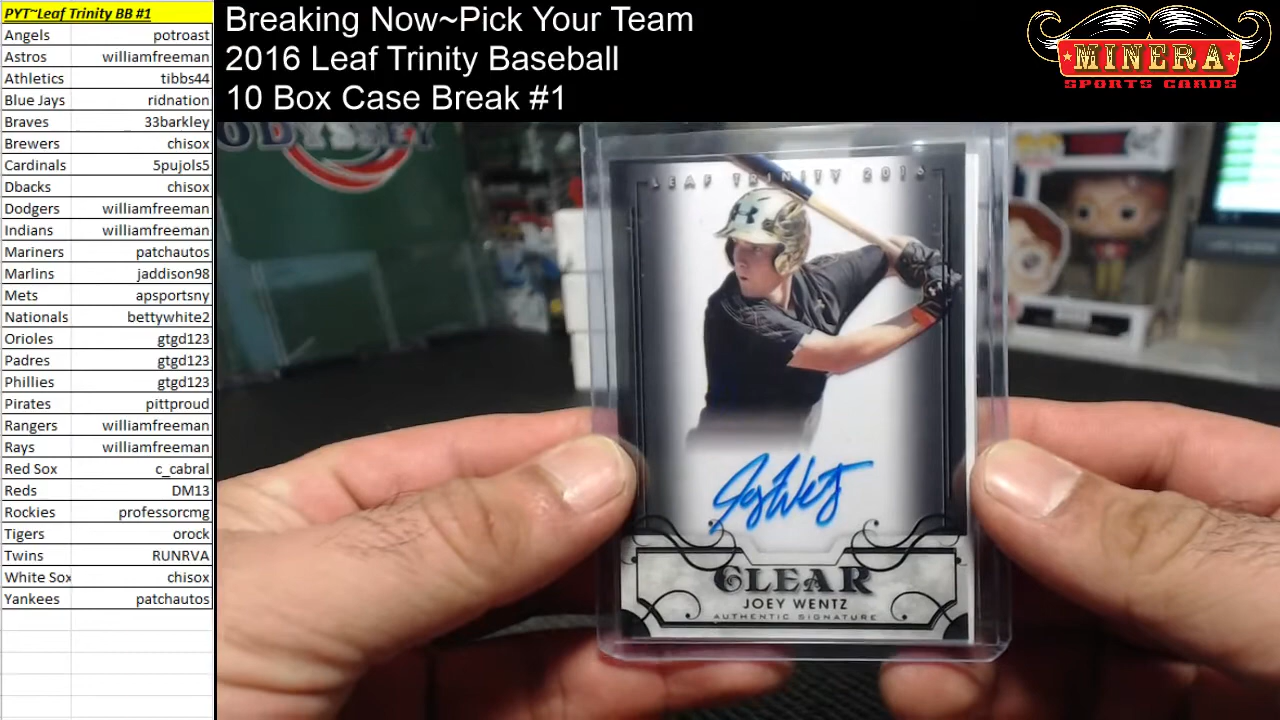 PYT~Leaf Trinity BB #1
Angels potroast
Astros williamfreeman
Athletics tibbs44
Blue Jays ridnation
Braves 33barkley
Brewers chisox
Cardinals 5pujols5
Dbacks chisox
Dodgers williamfreeman
Indians williamfreeman
Mariners patchautos
Marlins jaddison98
Mets apsportsny
Nationals bettywhite2
Orioles gtgd123
Padres gtgd123
Phillies gtgd123
Pirates pittproud
Rangers williamfreeman
Rays williamfreeman
Red Sox c_cabral
Reds DM13
Rockies professorcmg
Tigers orock
Twins RUNRVA
White Sox chisox
Yankees patchautos
Breaking Now~Pick Your Team
2016 Leaf Trinity Baseball
10 Box Case Break #1
MINERA
SPORTS CARDS
ODYSSEY
LEAF TRINITY 2016
Joey Wentz
CLEAR
JOEY WENTZ
AUTHENTIC SIGNATURE